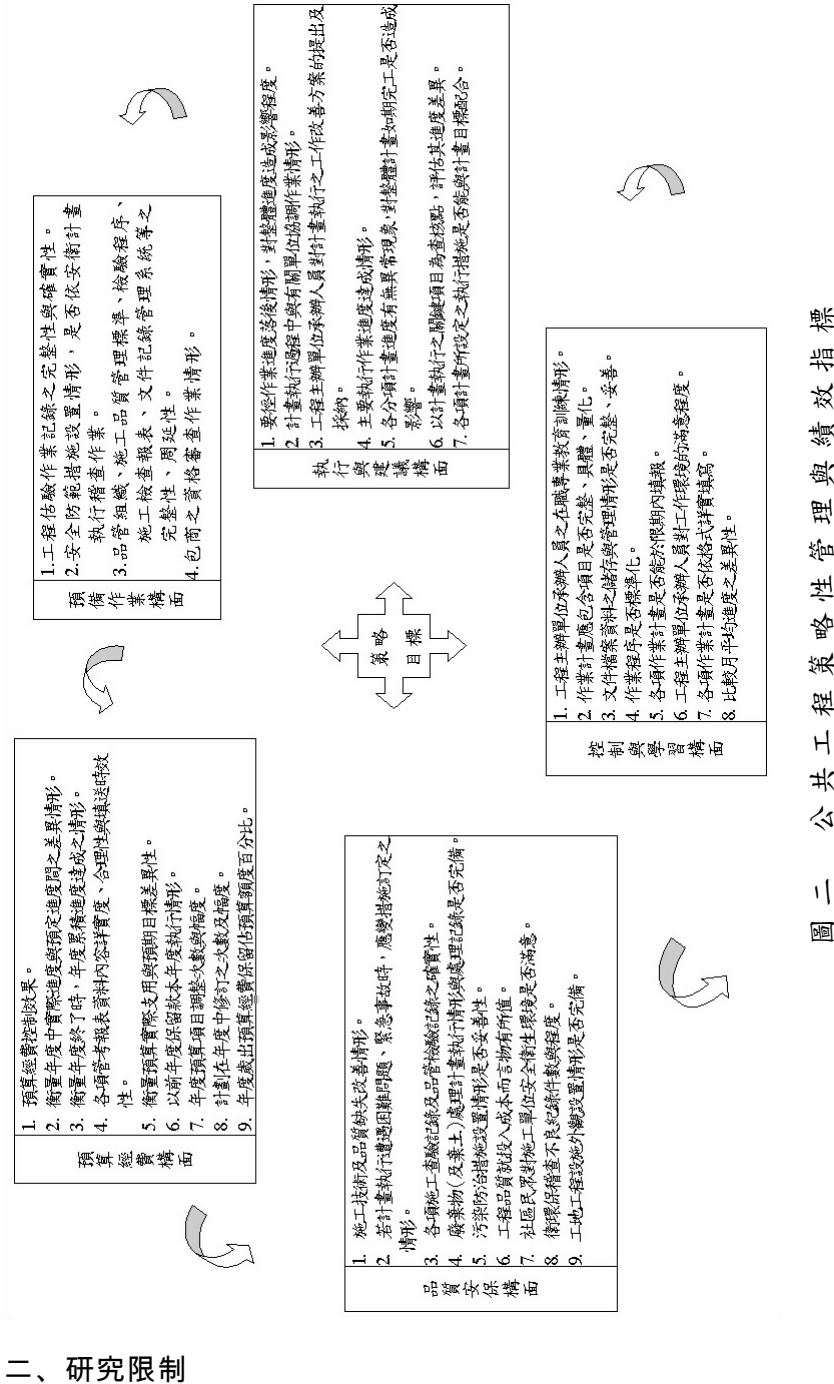 預算經費構面
1. 預算經費控制效果。
2. 衡量年度中實際進度與預定進度間之差異情形。
3. 衡量年度終了時，年度累積進度達成之情形。
4. 各項管考報表資料內容詳實度、合理性與填送時效
性。
5. 衡量預算實際支用與預期目標差異性。
6. 以前年度保留款本年度執行情形。
7. 年度預算項目調整次數與幅度。
8. 計劃在年度中修訂之次數及幅度。
9. 年度歲出預算經費保留佔預算額度百分比。
預備作業構面
1.工程估驗作業記錄之完整性與確實性。
2.安全防範措施設置情形，是否依安衛計畫
執行稽查作業。
3.品管組織、施工品質管理標準、檢驗程序、
施工檢查報表、文件記錄管理系統等之
完整性、周延性。
4.包商之資格審查作業情形。
執行與建議構面
1. 要徑作業進度落後情形，對整體進度造成影響程度。
2. 計畫執行過程中與有關單位協調作業情形。
3. 工程主辦單位承辦人員對計畫執行之工作改善方案的提出及
採納。
4. 主要執行作業進度達成情形。
5. 各分項計畫進度有無異常現象，對整體計畫如期完工是否造成
影響。
6. 以計畫執行之關鍵項目為查核點，評估其進度差異。
7. 各項計畫所設定之執行措施是否能與計畫目標配合。
策略
目標
品質安保構面
1. 施工技術及品質缺失改善情形。
2. 若計畫執行遭遇困難問題、緊急事故時，應變措施訂定之
情形。
3. 各項施工查驗記錄及品管檢驗記錄之確實性。
4. 廢棄物(及棄土)處理計畫執行情形與處理記錄是否完備。
5. 污染防治措施設置情形是否妥善性。
6. 工程品質就投入成本而言物有所值。
7. 社區民眾對施工單位安全衛生環境是否滿意。
8. 衛環保稽查不良紀錄件數與程度。
9. 工地工程設施外觀設置情形是否完備。
控制與學習構面
1. 工程主辦單位承辦人員之在職專業教育訓練情形。
2. 作業計畫應包含項目是否完整、具體、量化。
3. 文件檔案資料之儲存與管理情形是否完整、妥善。
4. 作業程序是否標準化。
5. 各項作業計畫是否能於限期內填報。
6. 工程主辦單位承辦人員對工作環境的滿意程度。
7. 各項作業計畫是否依格式詳實填寫。
8. 比較月平均進度之差異性。
圖二 公共工程策略性管理與績效指標
二、研究限制